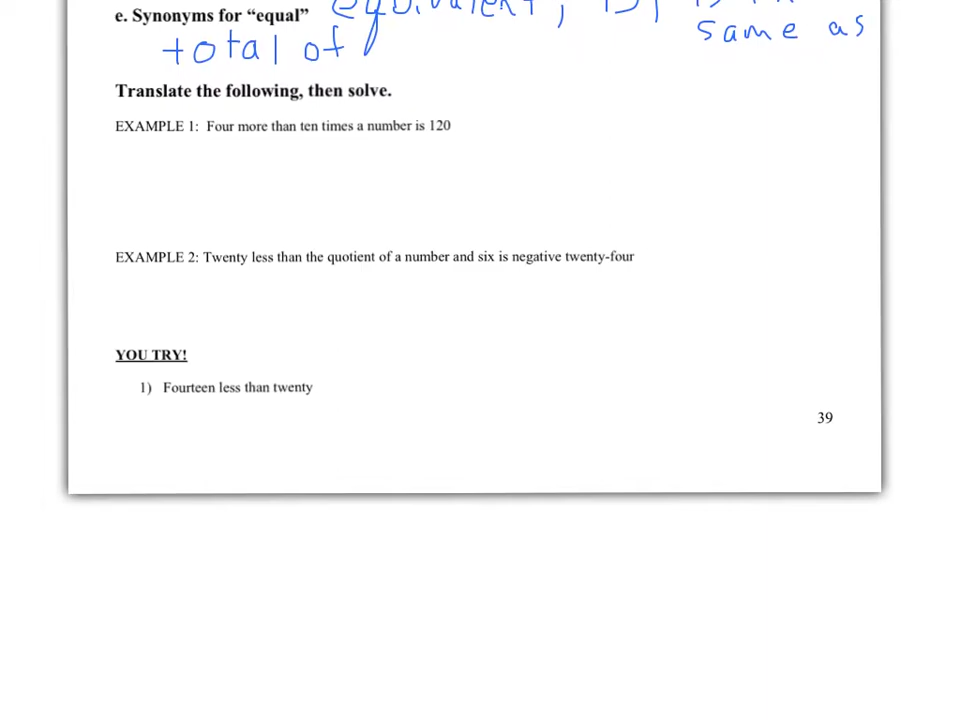 e. Synonyms for “equal” equivalent, is,
same as
total of
Translate the following, then solve.
EXAMPLE 1: Four more than ten times a number is 120
EXAMPLE 2: Twenty less than the quotient of a number and six is negative twenty-four
YOU TRY!
1) Fourteen less than twenty
39